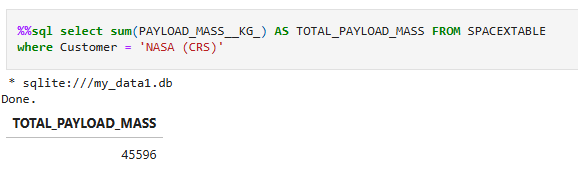 %%sql select sum(PAYLOAD_MASS__KG_) AS TOTAL_PAYLOAD_MASS FROM SPACEXTABLE
where Customer = 'NASA (CRS)'
* sqlite:///my_data1.db
Done.
TOTAL_PAYLOAD_MASS
45596